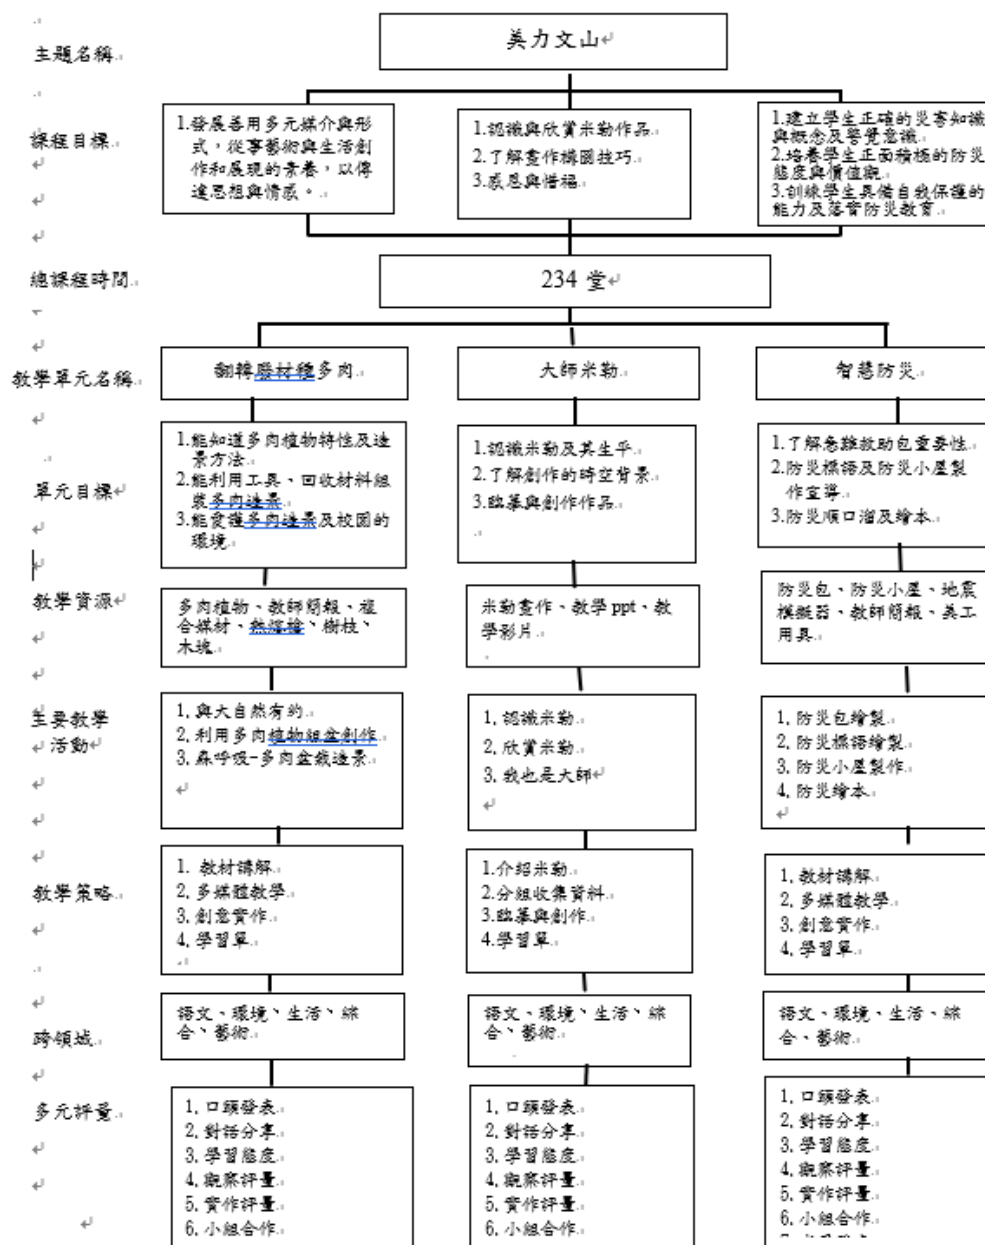 主題名稱
美力文山
課程目標
1.發展善用多元媒介與形
式，從事藝術與生活創
作和展現的素養，以傳
達思想與情感。
1.認識與欣賞米勒作品
2.了解畫作構圖技巧
3.感恩與惜福
1.建立學生正確的災害知識
與概念及警覺意識
2.培養學生正面積極的防災
態度與價值觀
3.訓練學生具備自我保護的
能力及落實防災教育
總課程時間
234 堂
教學單元名稱
翻轉廢材種多肉
大師米勒
智慧防災
單元目標
1.能知道多肉植物特性及造
景方法
2.能利用工具、回收材料組
裝多肉造景
3.能愛護多肉造景及校園的
環境
1.認識米勒及其生平
2.了解創作的時空背景
3.臨摹與創作作品
1.了解急難救助包重要性
2.防災標語及防災小屋製
作宣導
3.防災順口溜及繪本
教學資源
多肉植物、教師簡報、複
合媒材、熱熔槍、樹枝、
木塊
米勒畫作、教學 ppt、教
學影片
防災包、防災小屋、地震
模擬器、教師簡報、美工
用具
主要教學
活動
1. 與大自然有約
2. 利用多肉植物組盆創作
3. 森呼吸-多肉盆栽造景
1. 認識米勒
2. 欣賞米勒
3. 我也是大師
1. 防災包繪製
2. 防災標語繪製
3. 防災小屋製作
4. 防災繪本
教學策略
1. 教材講解
2. 多媒體教學
3. 創意實作
4. 學習單
1.介紹米勒
2.分組收集資料
3.臨摹與創作
4.學習單
1. 教材講解
2. 多媒體教學
3. 創意實作
4. 學習單
跨領域
語文、環境、生活、綜
合、藝術
語文、環境、生活、綜
合、藝術
語文、環境、生活、綜
合、藝術
多元評量
1. 口頭發表
2. 對話分享
3. 學習態度
4. 觀察評量
5. 實作評量
6. 小組合作
1. 口頭發表
2. 對話分享
3. 學習態度
4. 觀察評量
5. 實作評量
6. 小組合作
1. 口頭發表
2. 對話分享
3. 學習態度
4. 觀察評量
5. 實作評量
6. 小組合作